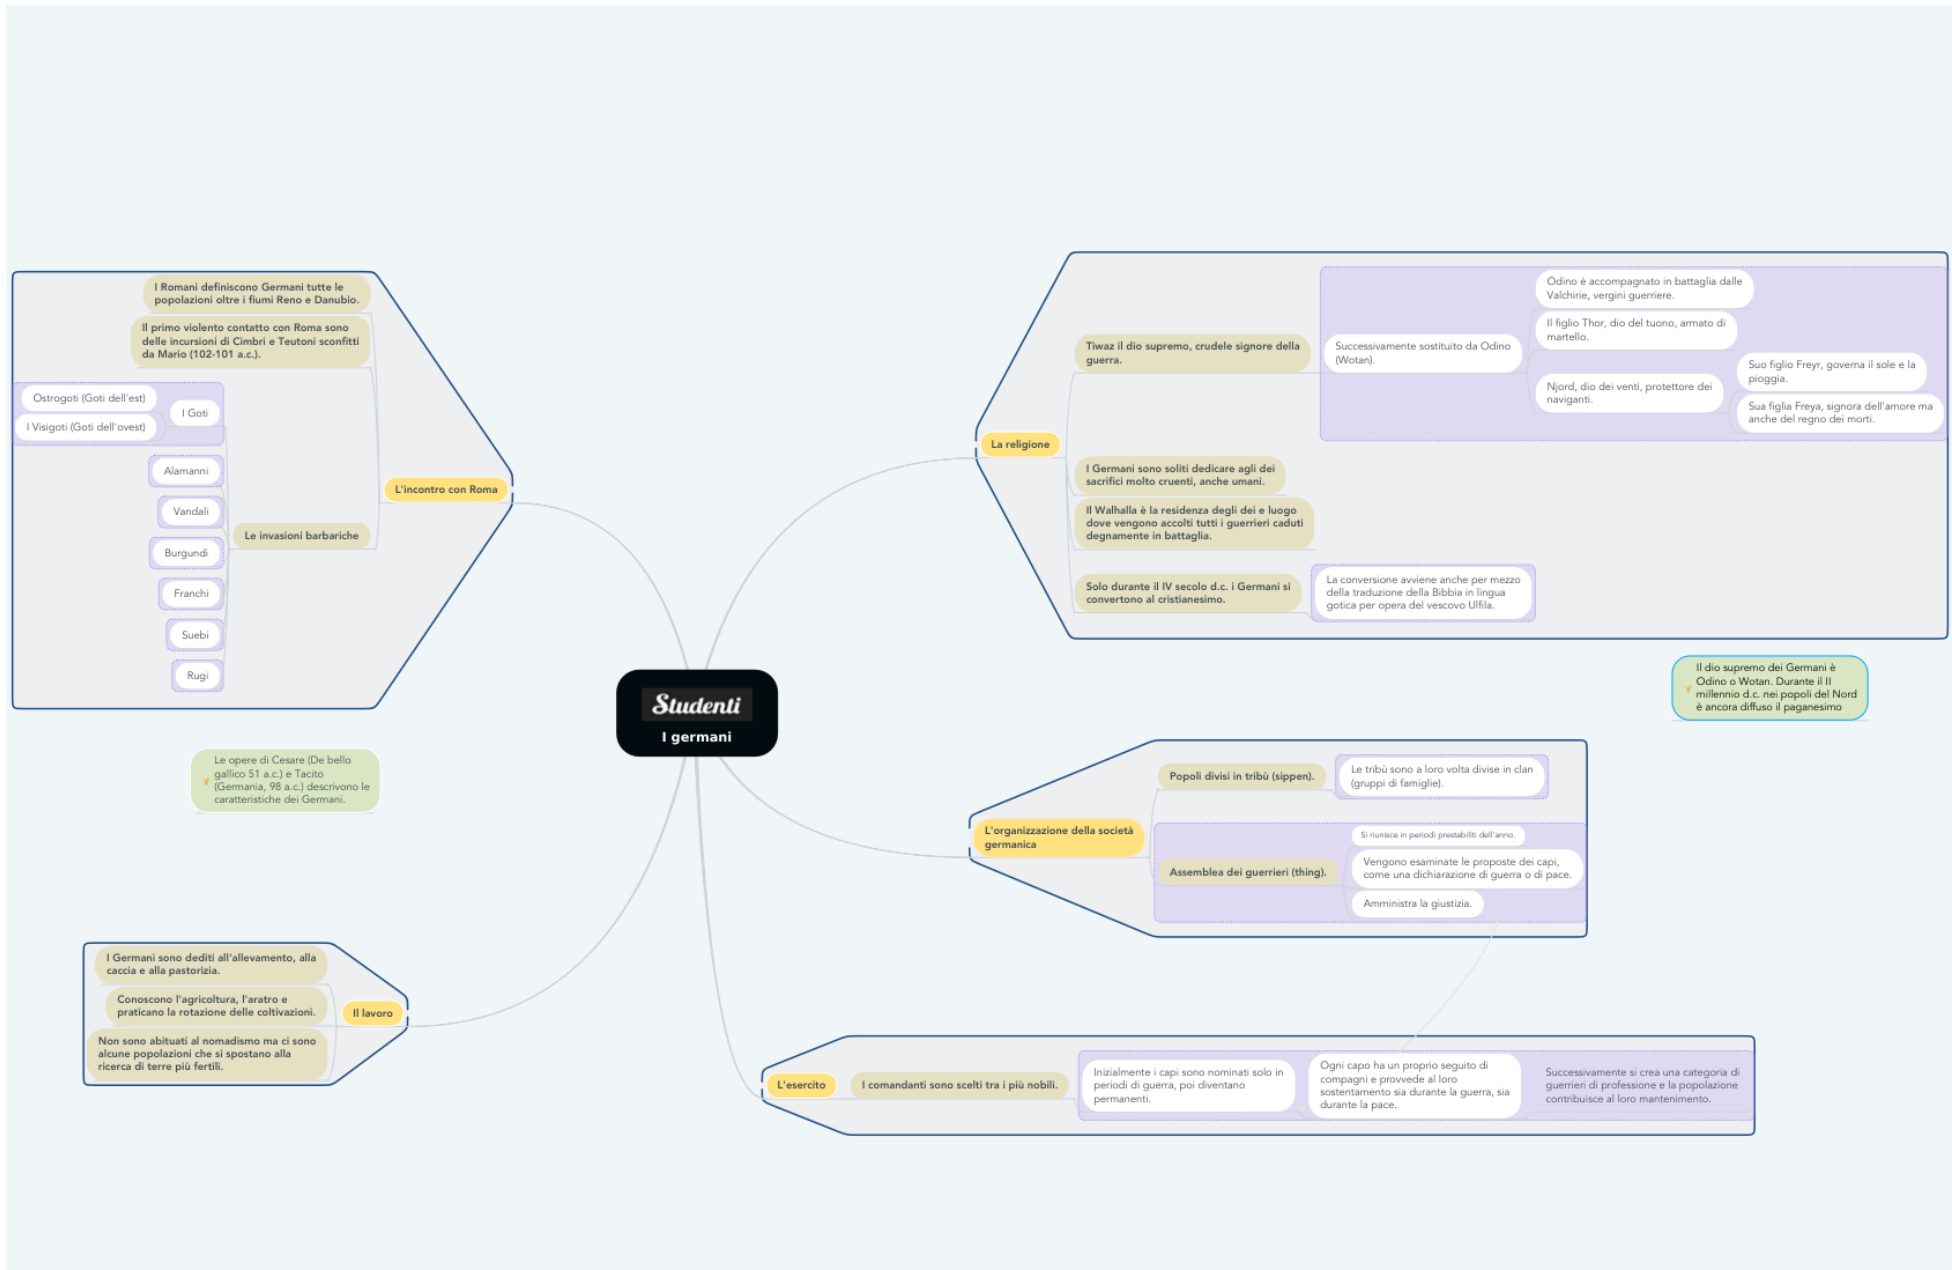 I Romani definiscono Germani tutte le
popolazioni oltre i fiumi Reno e Danubio.
Il primo violento contatto con Roma sono
delle incursioni di Cimbri e Teutoni sconfitti
da Mario (102-101 a.c.).
Ostrogoti (Goti dell'est)
I Visigoti (Goti dell'ovest)
I Goti
Alamanni
Vandali
Burgundi
Franchi
Suebi
Rugi
Le invasioni barbariche
L'incontro con Roma
Le opere di Cesare (De bello
gallico 51 a.c.) e Tacito
(Germania, 98 a.c.) descrivono le
caratteristiche dei Germani.
I Germani sono dediti all'allevamento, alla
caccia e alla pastorizia.
Conoscono l'agricoltura, l'aratro e
praticano la rotazione delle coltivazioni.
Non sono abituati al nomadismo ma ci sono
alcune popolazioni che si spostano alla
ricerca di terre più fertili.
Il lavoro
Studenti
I germani
La religione
Tiwaz il dio supremo, crudele signore della
guerra.
Successivamente sostituito da Odino
(Wotan).
Odino è accompagnato in battaglia dalle
Valchirie, vergini guerriere.
Il figlio Thor, dio del tuono, armato di
martello.
Njord, dio dei venti, protettore dei
naviganti.
Suo figlio Freyr, governa il sole e la
pioggia.
Sua figlia Freya, signora dell'amore ma
anche del regno dei morti.
I Germani sono soliti dedicare agli dei
sacrifici molto cruenti, anche umani.
Il Walhalla è la residenza degli dei e luogo
dove vengono accolti tutti i guerrieri caduti
degnamente in battaglia.
Solo durante il IV secolo d.c. i Germani si
convertono al cristianesimo.
La conversione avviene anche per mezzo
della traduzione della Bibbia in lingua
gotica per opera del vescovo Ulfila.
Il dio supremo dei Germani è
Odino o Wotan. Durante il II
millennio d.c. nei popoli del Nord
è ancora diffuso il paganesimo
L'organizzazione della società
germanica
Popoli divisi in tribù (sippen).
Le tribù sono a loro volta divise in clan
(gruppi di famiglie).
Assemblea dei guerrieri (thing).
Si riunisce in periodi prestabiliti dell'anno.
Vengono esaminate le proposte dei capi,
come una dichiarazione di guerra o di pace.
Amministra la giustizia.
L'esercito
I comandanti sono scelti tra i più nobili.
Inizialmente i capi sono nominati solo in
periodi di guerra, poi diventano
permanenti.
Ogni capo ha un proprio seguito di
compagni e provvede al loro
sostentamento sia durante la guerra, sia
durante la pace.
Successivamente si crea una categoria di
guerrieri di professione e la popolazione
contribuisce al loro mantenimento.